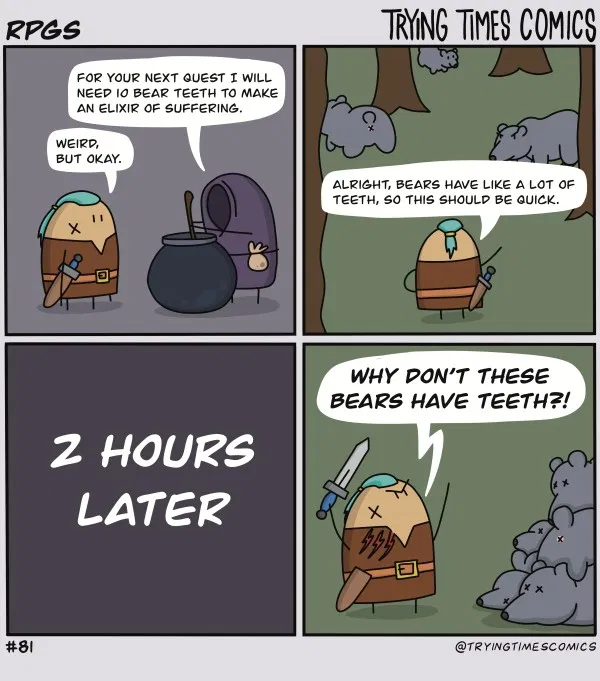 RPGS
TRYING TIMES COMICS
FOR YOUR NEXT QUEST I WILL
NEED 10 BEAR TEETH TO MAKE
AN ELIXIR OF SUFFERING.
WEIRD,
BUT OKAY.
ALRIGHT, BEARS HAVE LIKE A LOT OF
TEETH, SO THIS SHOULD BE QUICK.
2 HOURS
LATER
WHY DON'T THESE
BEARS HAVE TEETH?!
#81
@TRYINGTIMESCOMICS